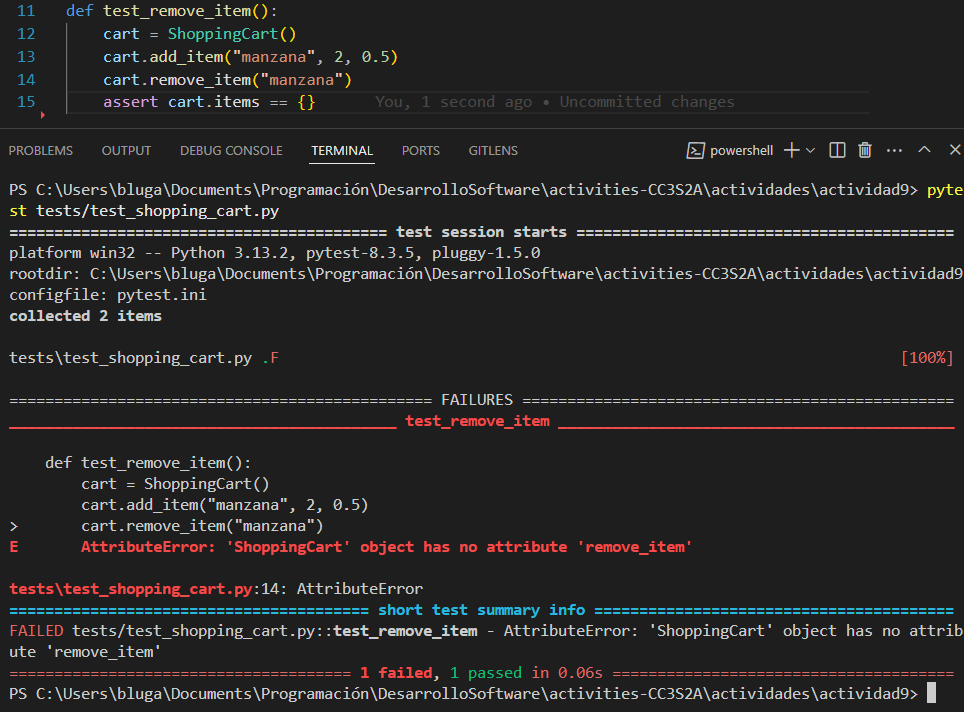 11 def test_remove_item():
12 cart = ShoppingCart()
13 cart.add_item("manzana", 2, 0.5)
14 cart.remove_item("manzana")
15 assert cart.items == {} You, 1 second ago • Uncommitted changes
PROBLEMS OUTPUT DEBUG CONSOLE TERMINAL PORTS GITLENS powershell
PS C:\Users\bluga\Documents\Programación\DesarrolloSoftware\activities-CC3S2A\actividades\actividad9> pyte
st tests/test_shopping_cart.py
========================================== test session starts ==========================================
platform win32 -- Python 3.13.2, pytest-8.3.5, pluggy-1.5.0
rootdir: C:\Users\bluga\Documents\Programación\DesarrolloSoftware\activities-CC3S2A\actividades\actividad9
configfile: pytest.ini
collected 2 items
tests\test_shopping_cart.py .F [100%]
=============================================== FAILURES ================================================
___________________________________________ test_remove_item ____________________________________________
def test_remove_item():
cart = ShoppingCart()
cart.add_item("manzana", 2, 0.5)
> cart.remove_item("manzana")
E AttributeError: 'ShoppingCart' object has no attribute 'remove_item'
tests\test_shopping_cart.py:14: AttributeError
======================================== short test summary info ========================================
FAILED tests/test_shopping_cart.py::test_remove_item - AttributeError: 'ShoppingCart' object has no attrib
ute 'remove_item'
====================================== 1 failed, 1 passed in 0.06s ======================================
PS C:\Users\bluga\Documents\Programación\DesarrolloSoftware\activities-CC3S2A\actividades\actividad9>